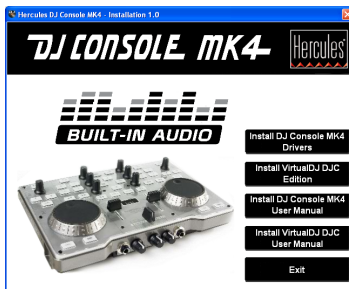 Hercules DJ Console MK4 - Installation 1.0
DJ CONSOLE MK4
Hercules
BUILT-IN AUDIO
Install DJ Console MK4
Drivers
Install VirtualDJ DJC
Edition
Install DJ Console MK4
User Manual
Install VirtualDJ DJC
User Manual
Exit